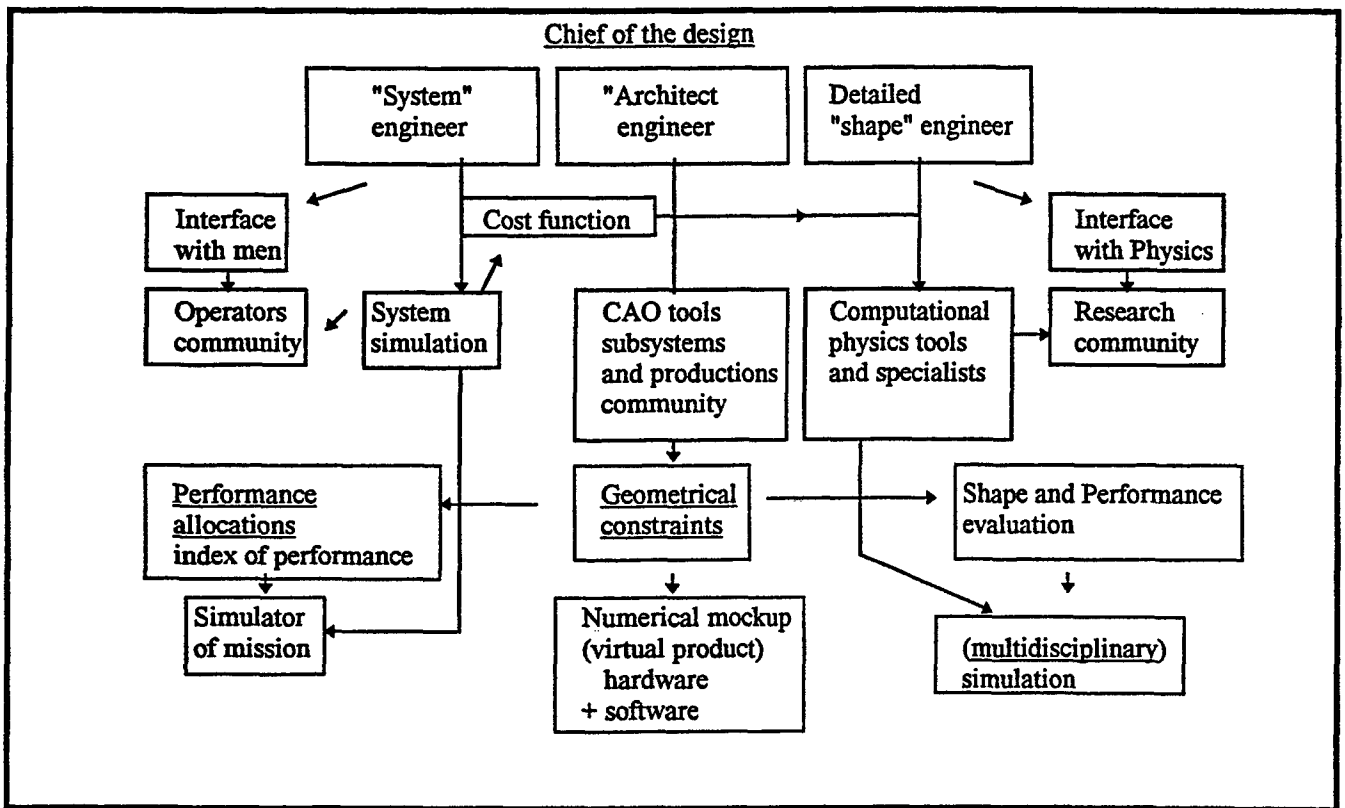 Chief of the design
"System"
engineer
"Architect
engineer
Detailed
"shape" engineer
Interface
with men
Cost function
Interface
with Physics
Operators
community
System
simulation
CAO tools
subsystems
and productions
community
Computational
physics tools
and specialists
Research
community
Performance
allocations
index of performance
Geometrical
constraints
Shape and Performance
evaluation
Simulator
of mission
Numerical mockup
(virtual product)
hardware
+ software
(multidisciplinary)
simulation